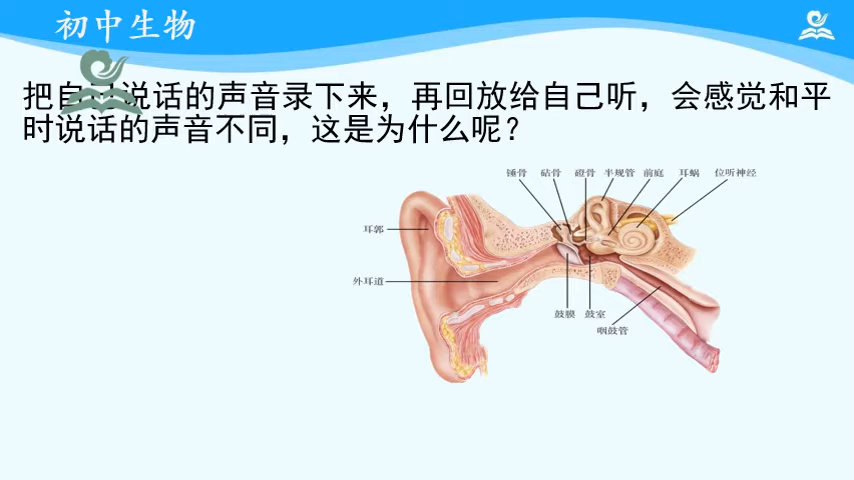 初中生物
把自己说话的声音录下来，再回放给自己听，会感觉和平
时说话的声音不同，这是为什么呢？
锤骨 砧骨 镫骨 半规管 前庭 耳蜗 位听神经
耳郭
外耳道
鼓膜 鼓室
咽鼓管